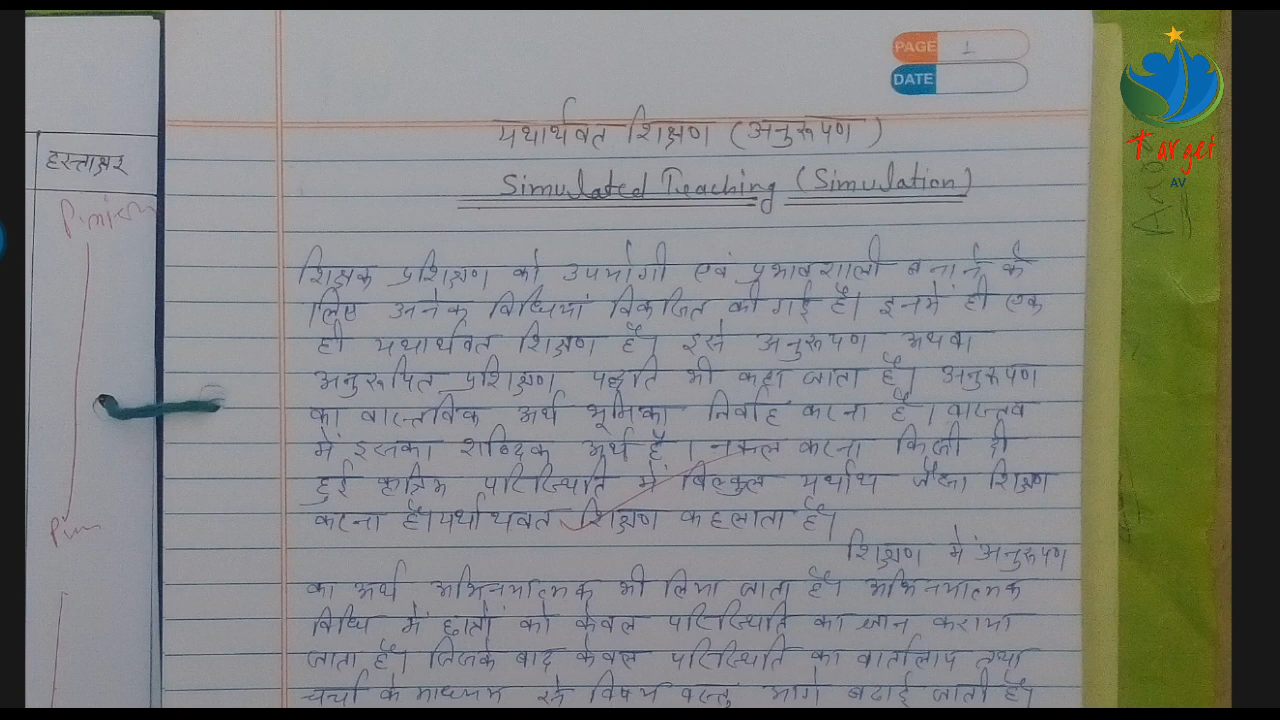 PAGE 1
DATE
Target
AV
हस्ताक्षर
यथार्थवत शिक्षण (अनुरूपण)
Simulated Teaching (Simulation)
शिक्षक प्रशिक्षण को उपयोगी एवं प्रभावशाली बनाने के
लिए अनेक विधियां विकसित की गई है। इनमें ही एक
ही यथार्थवत शिक्षण है। इसे अनुरूपण अथवा
अनुरूपित प्रशिक्षण पद्धति भी कहा जाता है। अनुरूपण
का वास्तविक अर्थ भूमिका निर्वाह करना है। वास्तव
में इसका शाब्दिक अर्थ है। नकल करना किसी दी
हुई कृत्रिम परिस्थिति में बिल्कुल यर्थाथ जैसा शिक्षण
करना है। यर्थाथवत शिक्षण कहलाता है।
शिक्षण में अनुरूपण
का अर्थ अभिनयात्मक भी लिया जाता है। अभिनयात्मक
विधि में छात्रों को केवल परिस्थिति का ज्ञान कराया
जाता है। जिसके बाद केवल परिस्थिति का वार्तालाप तथा
चर्चा के माध्यम से विषय वस्तु आगे बढाई जाती है।